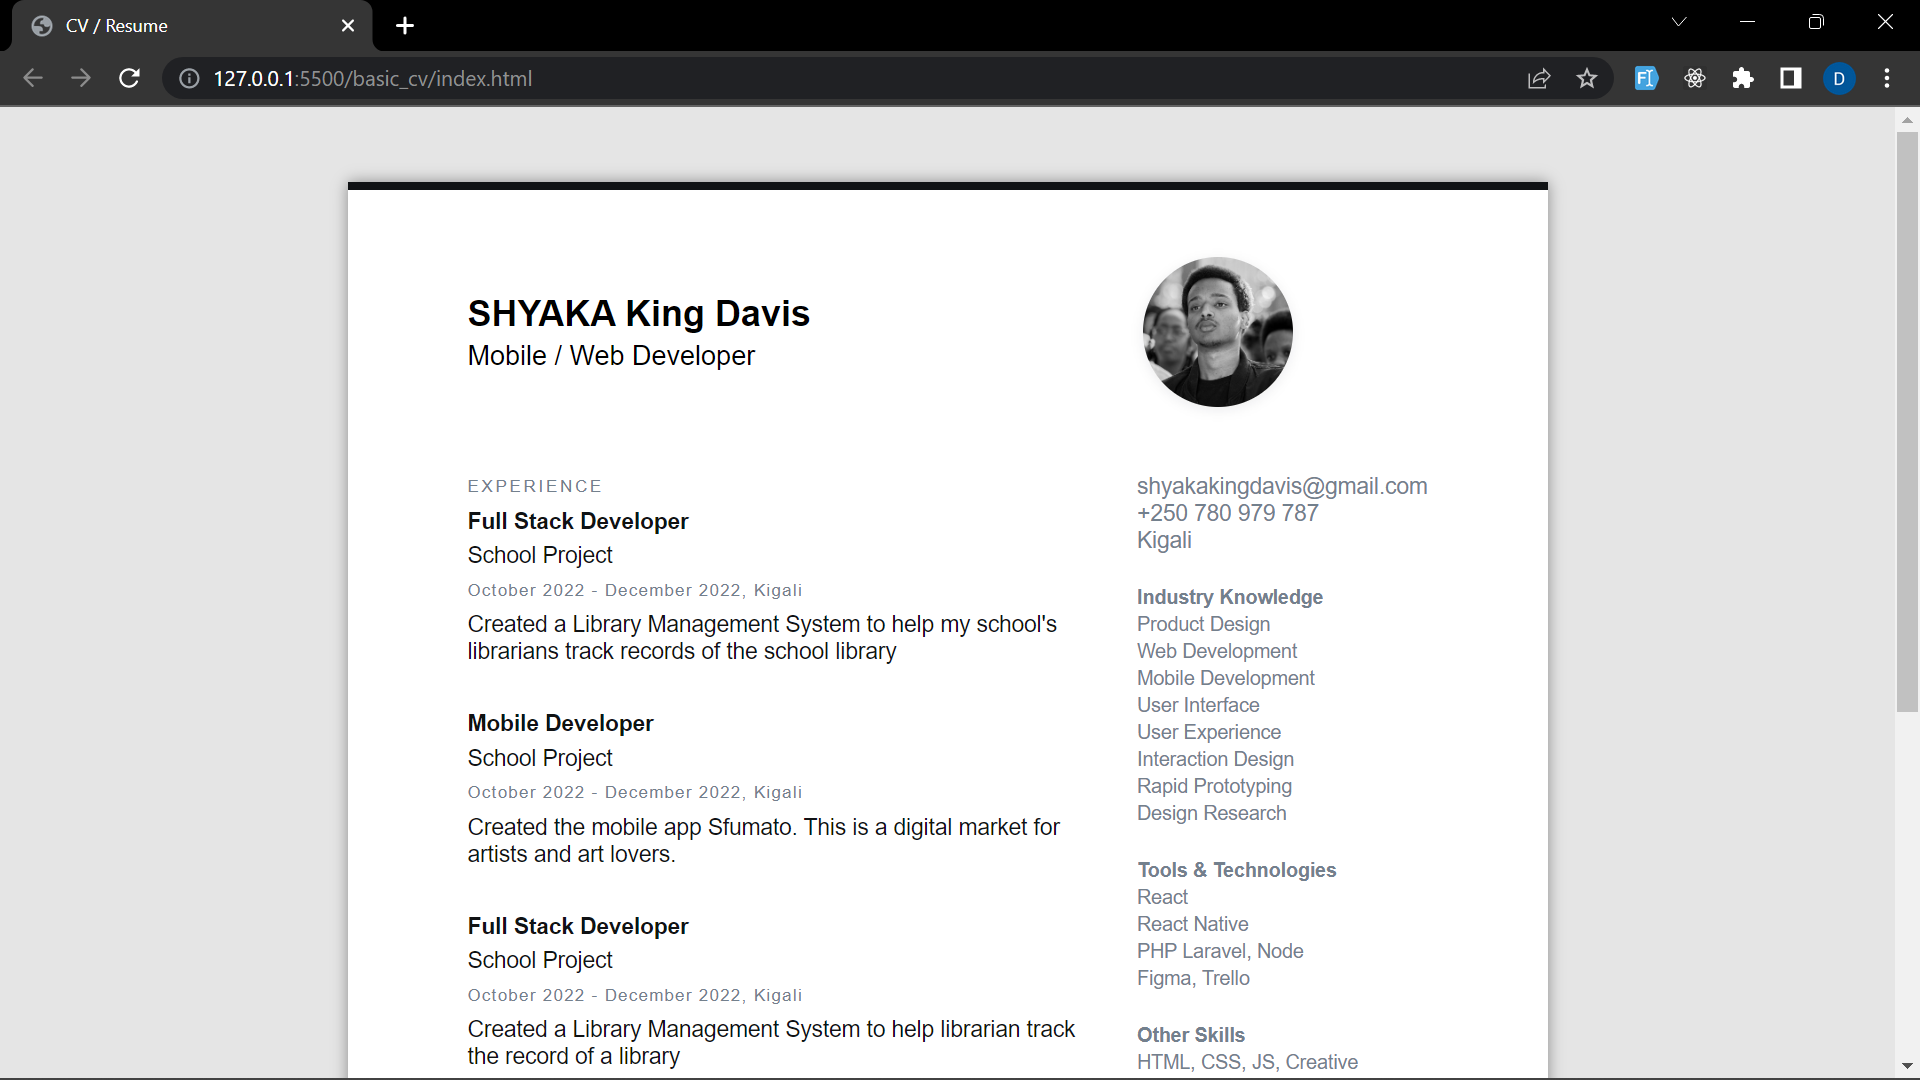 CV / Resume
127.0.0.1:5500/basic_cv/index.html
FI
D
SHYAKA King Davis
Mobile / Web Developer
EXPERIENCE
Full Stack Developer
School Project
October 2022 - December 2022, Kigali
Created a Library Management System to help my school's
librarians track records of the school library
Mobile Developer
School Project
October 2022 - December 2022, Kigali
Created the mobile app Sfumato. This is a digital market for
artists and art lovers.
Full Stack Developer
School Project
October 2022 - December 2022, Kigali
Created a Library Management System to help librarian track
the record of a library
shyakakingdavis@gmail.com
+250 780 979 787
Kigali
Industry Knowledge
Product Design
Web Development
Mobile Development
User Interface
User Experience
Interaction Design
Rapid Prototyping
Design Research
Tools & Technologies
React
React Native
PHP Laravel, Node
Figma, Trello
Other Skills
HTML, CSS, JS, Creative